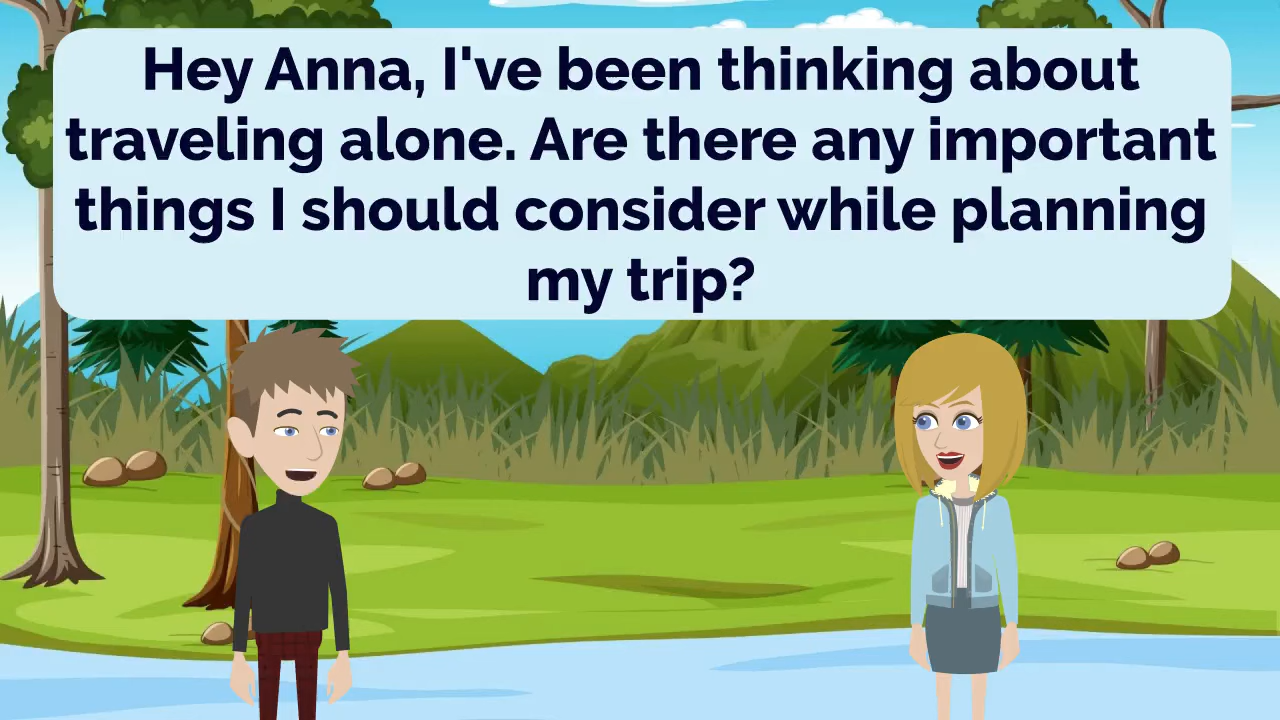 Hey Anna, I've been thinking about
traveling alone. Are there any important
things I should consider while planning
my trip?